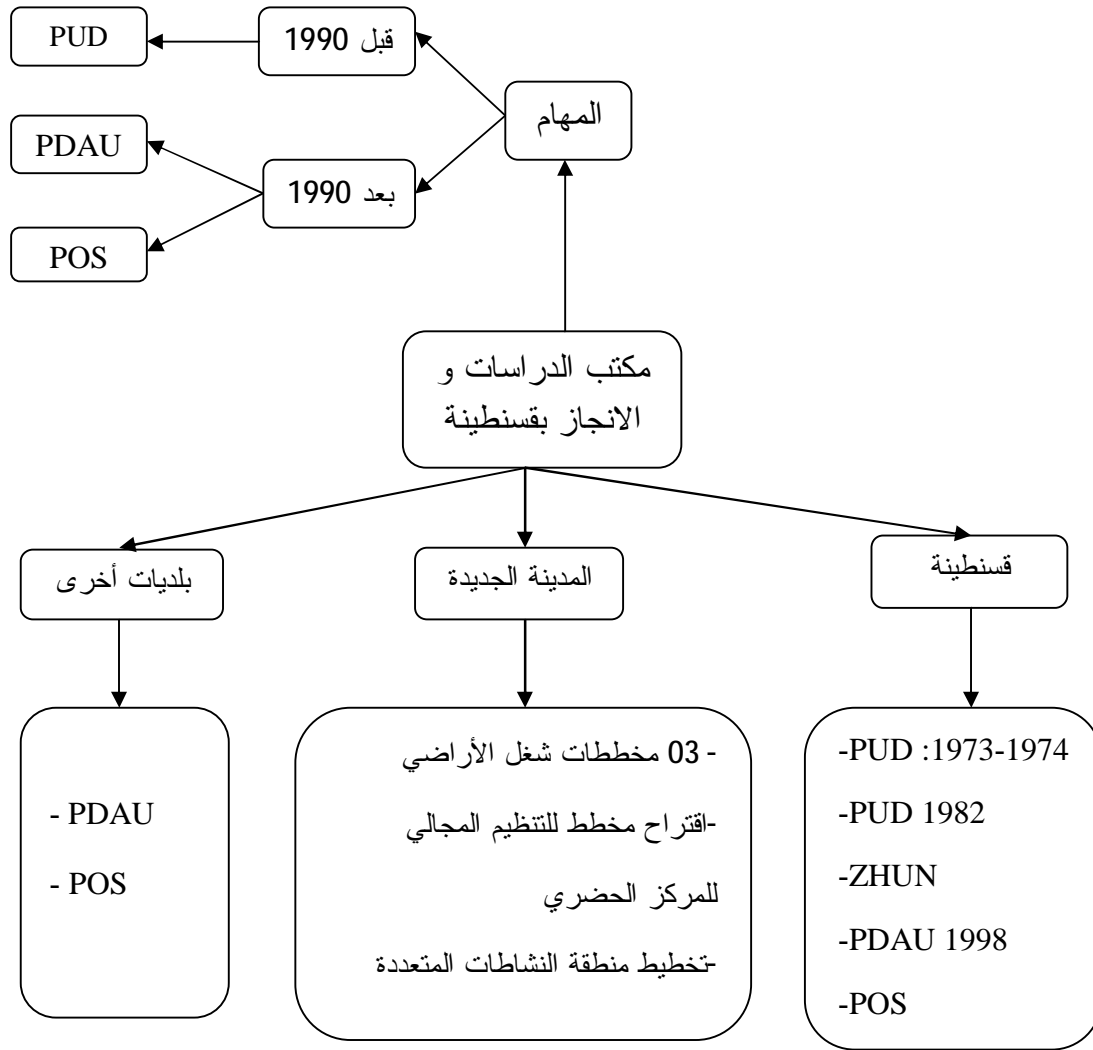 PUD
قبل 1990
المهام
PDAU
بعد 1990
POS
مكتب الدراسات و
الانجاز بقسنطينة
قسنطينة
المدينة الجديدة
بلديات أخرى
-PUD :1973-1974
-PUD 1982
-ZHUN
-PDAU 1998
-POS
- 03 مخططات شغل الأراضي
-اقتراح مخطط للتنظيم المجالي
للمركز الحضري
-تخطيط منطقة النشاطات المتعددة
- PDAU
- POS